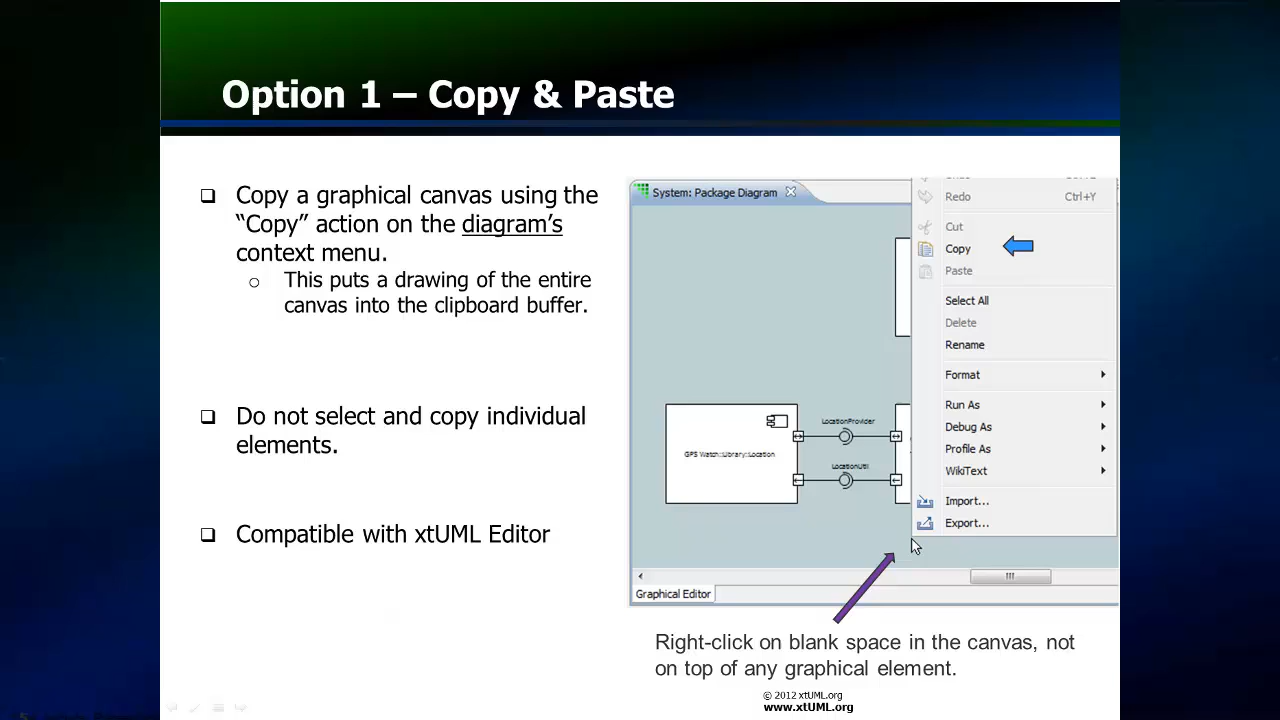 Option 1 – Copy & Paste
Copy a graphical canvas using the
“Copy” action on the diagram’s
context menu.
This puts a drawing of the entire
canvas into the clipboard buffer.
Do not select and copy individual
elements.
Compatible with xtUML Editor
System: Package Diagram
Redo Ctrl+Y
Cut
Copy
Paste
Select All
Delete
Rename
Format
Run As
Debug As
Profile As
WikiText
Import...
Export...
LocationProvider
GPS Watch::Library::Location
LocationUtil
Graphical Editor
Right-click on blank space in the canvas, not
on top of any graphical element.
© 2012 xtUML.org
www.xtUML.org